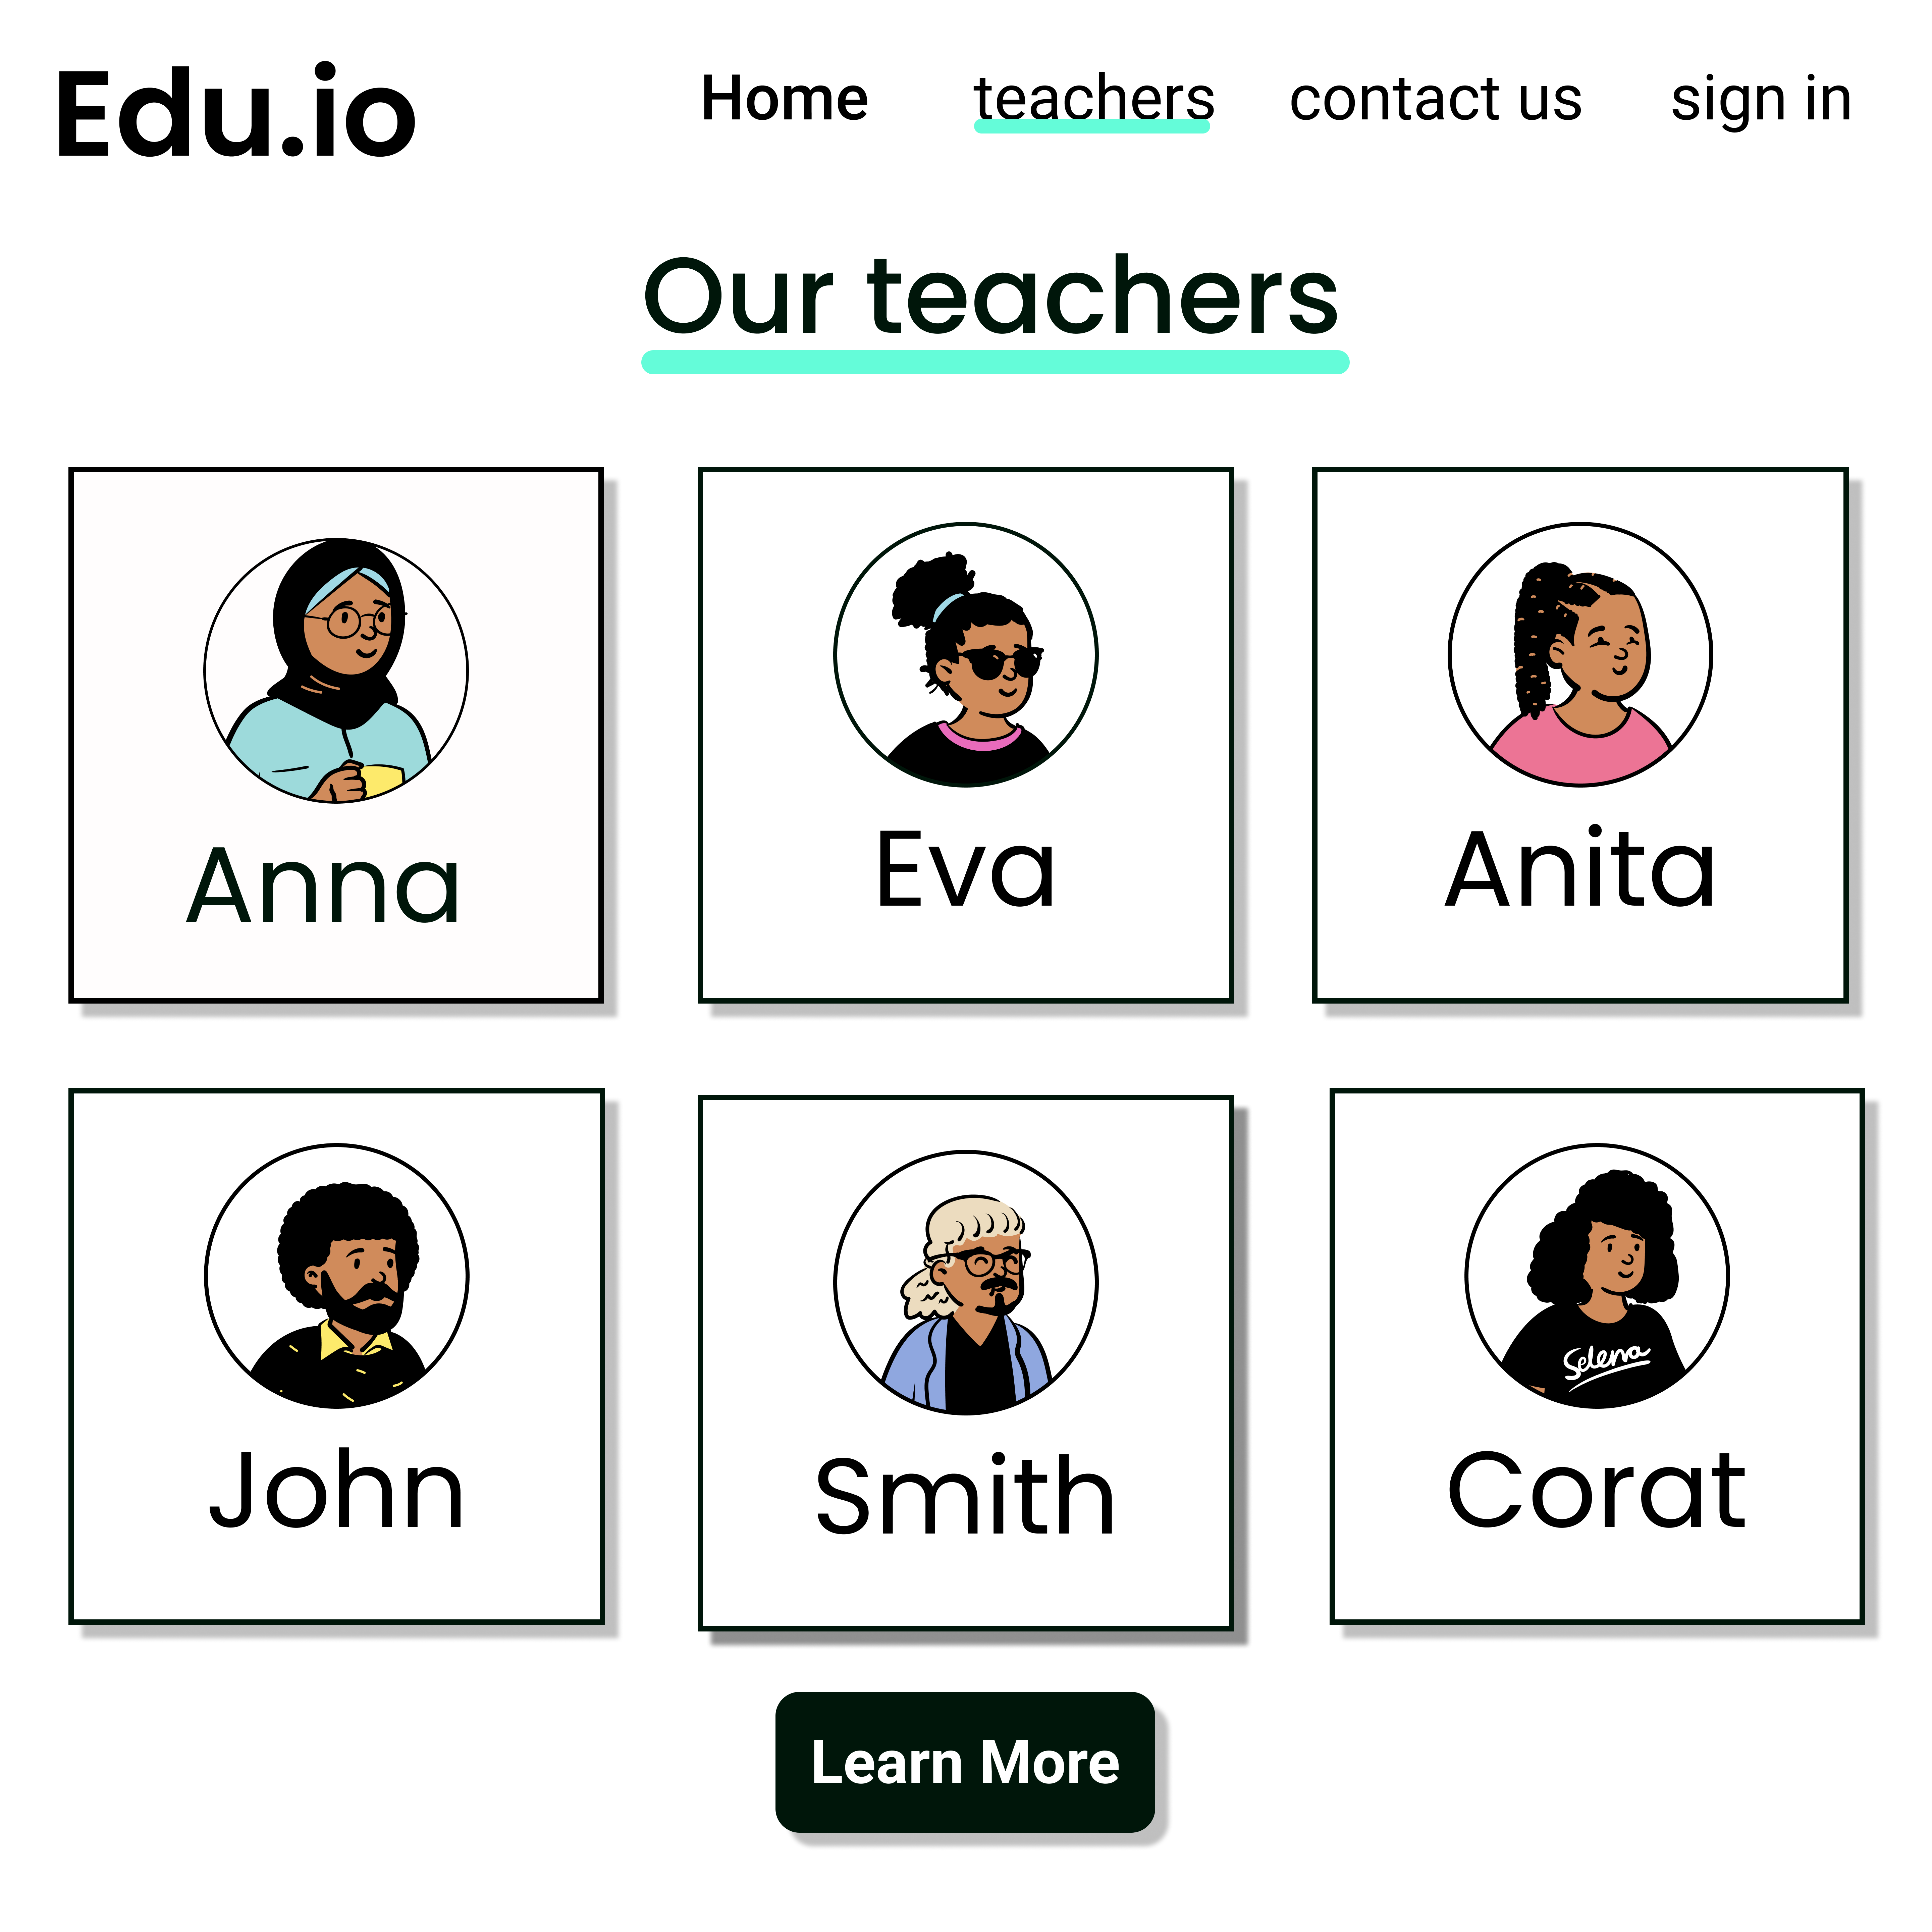 Edu.io
Home teachers contact us sign in
Our teachers
Anna
Eva
Anita
John
Smith
Selena
Corat
Learn More